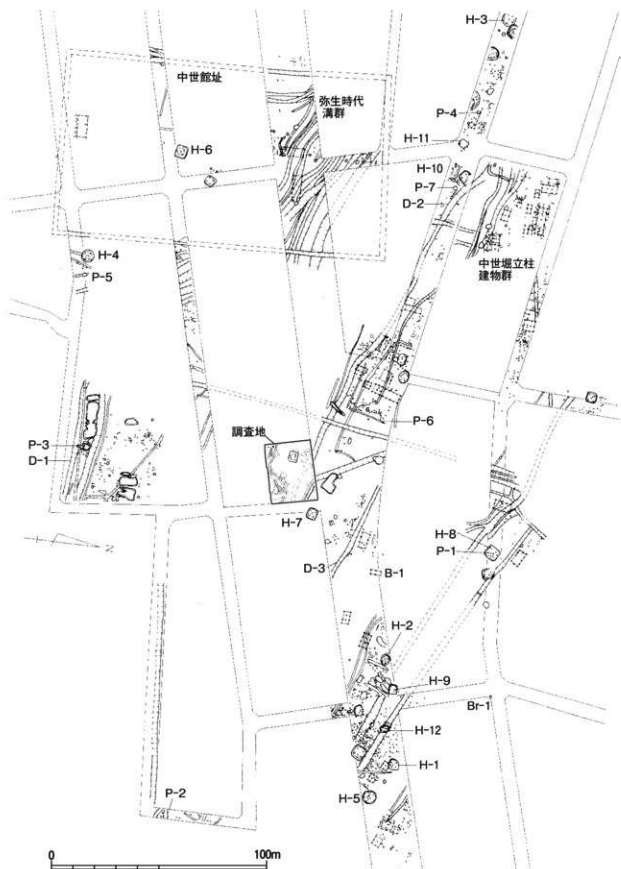 H-3
中世館址
弥生時代
溝群
P-4
H-11
H-6
H-10
P-7
D-2
H-4
P-5
中世堀立柱
建物群
P-6
P-3
D-1
調査地
H-7
N
H-8
P-1
D-3
B-1
H-2
H-9
Br-1
H-12
H-1
H-5
P-2
0
100m